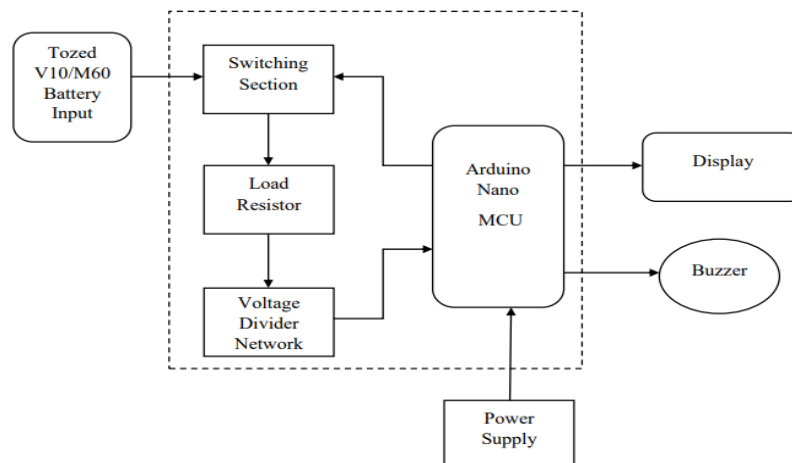 Tozed
V10/M60
Battery
Input
Switching
Section
Load
Resistor
Voltage
Divider
Network
Arduino
Nano
MCU
Display
Buzzer
Power
Supply